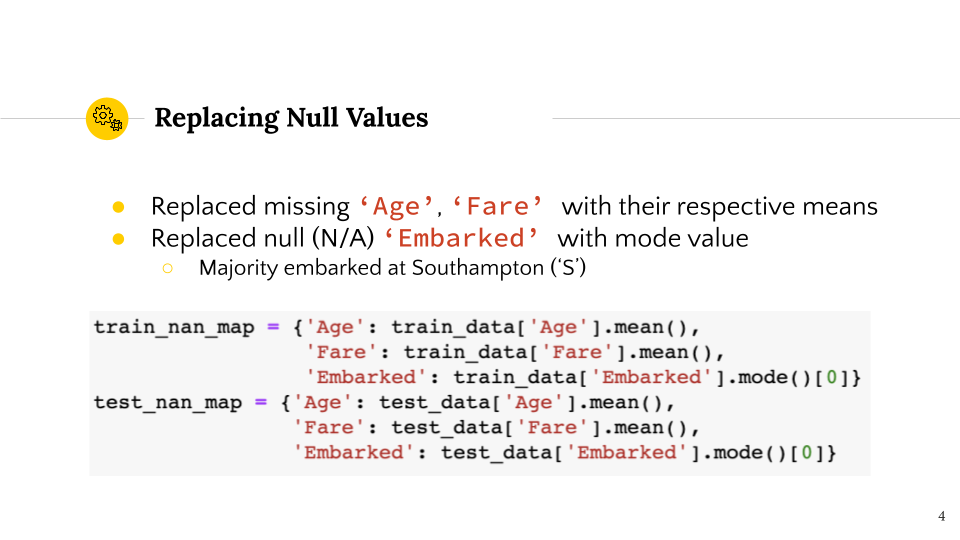 Replacing Null Values
● Replaced missing ‘Age’, ‘Fare’ with their respective means
● Replaced null (N/A) ‘Embarked’ with mode value
○ Majority embarked at Southampton (‘S’)
train_nan_map = {'Age': train_data['Age'].mean(),
'Fare': train_data['Fare'].mean(),
'Embarked': train_data['Embarked'].mode()[0]}
test_nan_map = {'Age': test_data['Age'].mean(),
'Fare': test_data['Fare'].mean(),
'Embarked': test_data['Embarked'].mode()[0]}
4